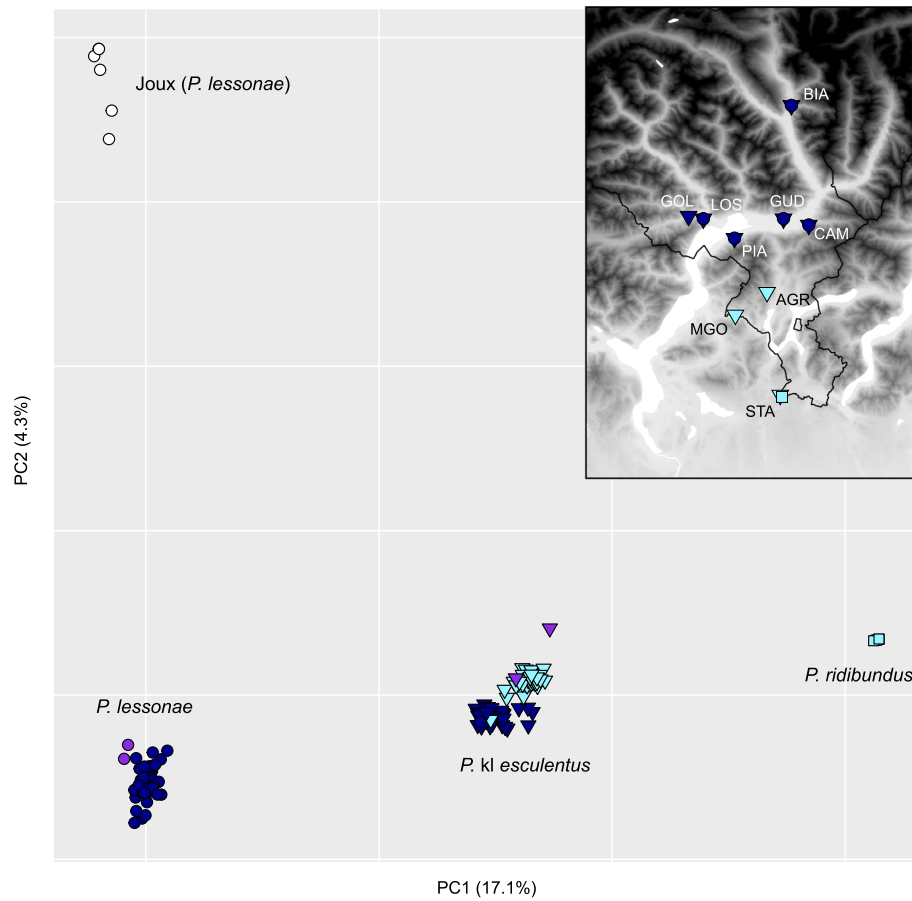 Joux (P. lessonae)
BIA
GOL
LOS
GUD
CAM
PIA
AGR
MGO
STA
PC2 (4.3%)
P. ridibundus
P. lessonae
P. kl esculentus
PC1 (17.1%)